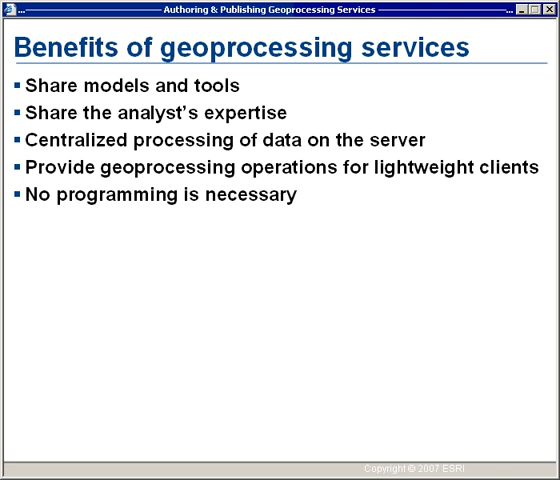 Authoring & Publishing Geoprocessing Services
Benefits of geoprocessing services
Share models and tools
Share the analyst's expertise
Centralized processing of data on the server
Provide geoprocessing operations for lightweight clients
No programming is necessary
Copyright © 2007 ESRI